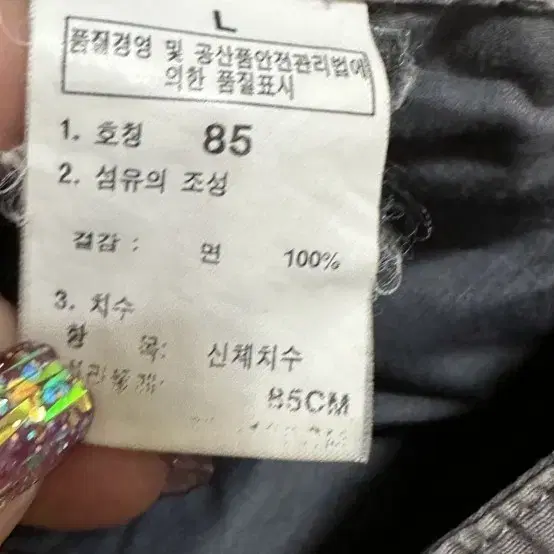 L
품질경영 및 공산품안전관리법에
의한 품질표시
1. 호칭 85
2. 섬유의 조성
겉감 : 면 100%
3. 치수
항 목: 신체치수
85CM